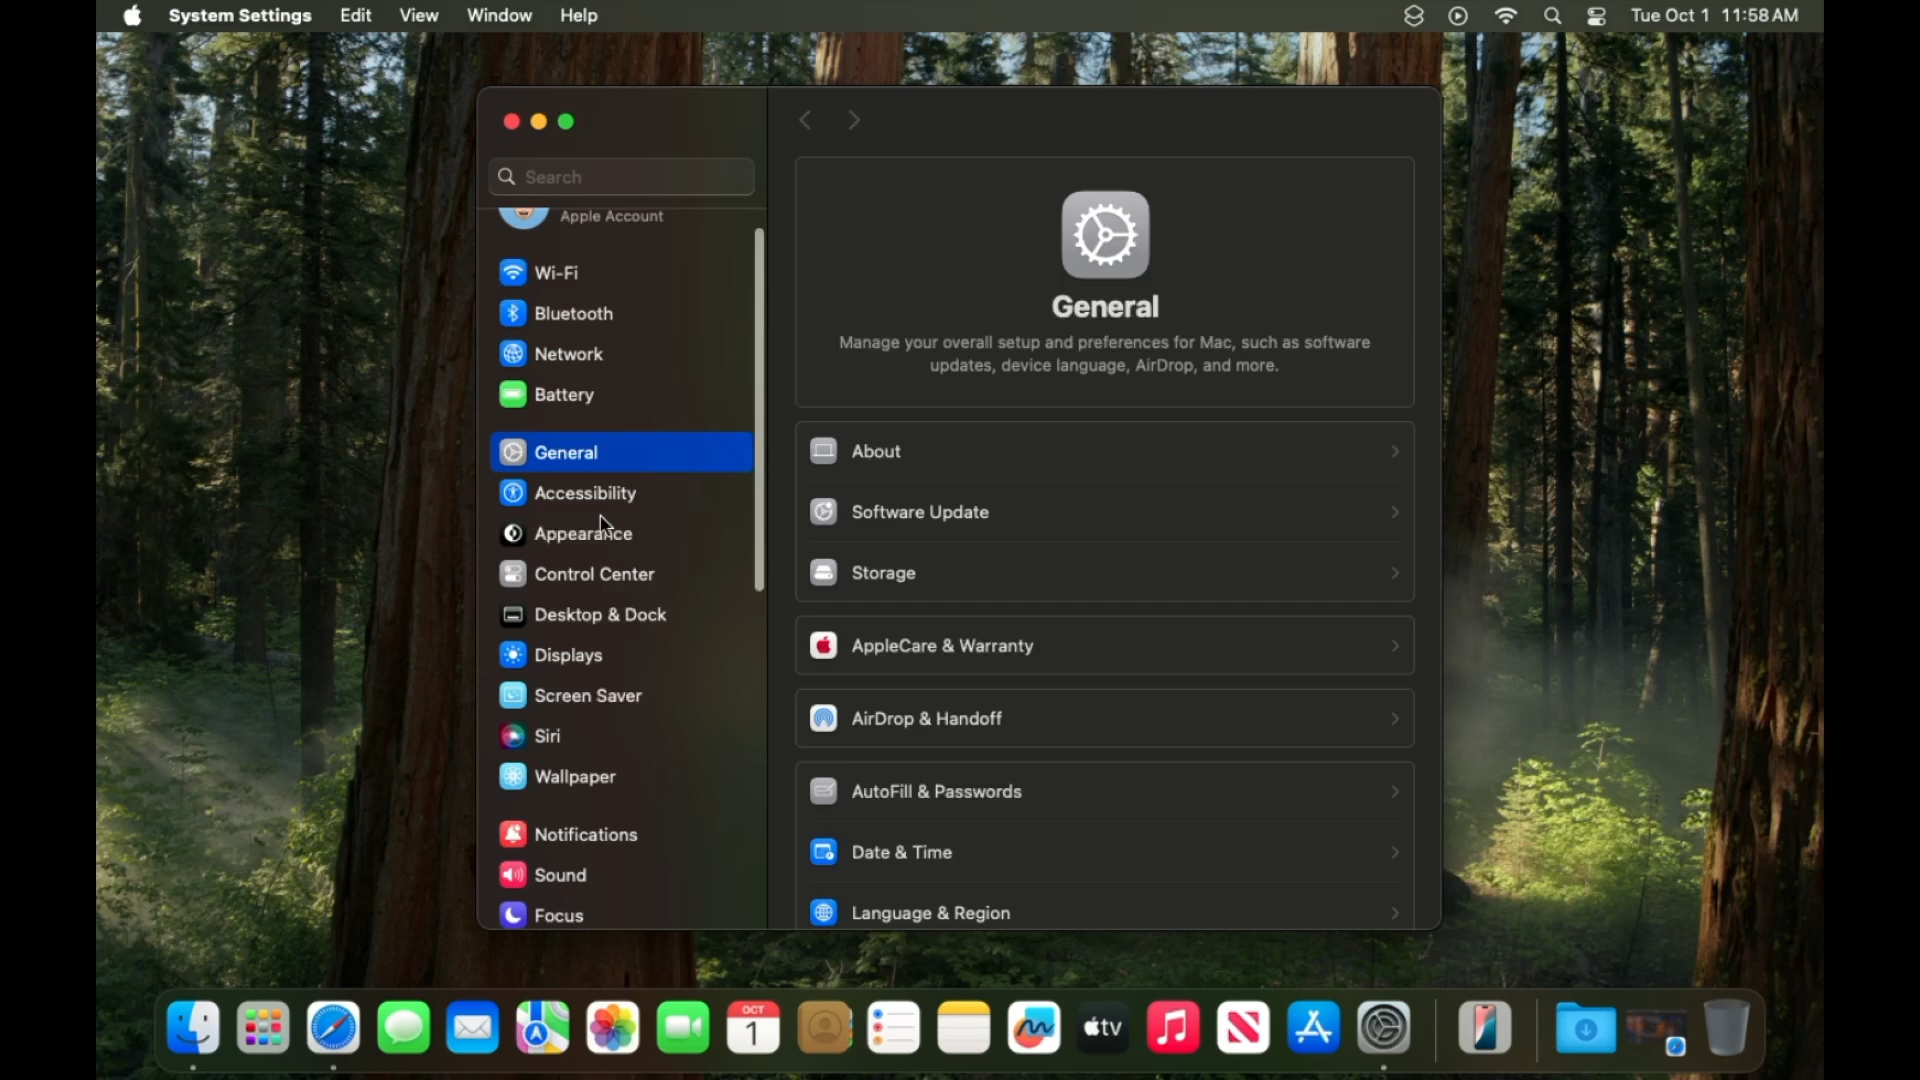 System Settings Edit View Window Help Tue Oct 1 11:58 AM
Search
Apple Account
Wi-Fi
Bluetooth
Network
Battery
General
Accessibility
Appearance
Control Center
Desktop & Dock
Displays
Screen Saver
Siri
Wallpaper
Notifications
Sound
Focus
General
Manage your overall setup and preferences for Mac, such as software
updates, device language, AirDrop, and more.
About
Software Update
Storage
AppleCare & Warranty
AirDrop & Handoff
AutoFill & Passwords
Date & Time
Language & Region
OCT
1
tv